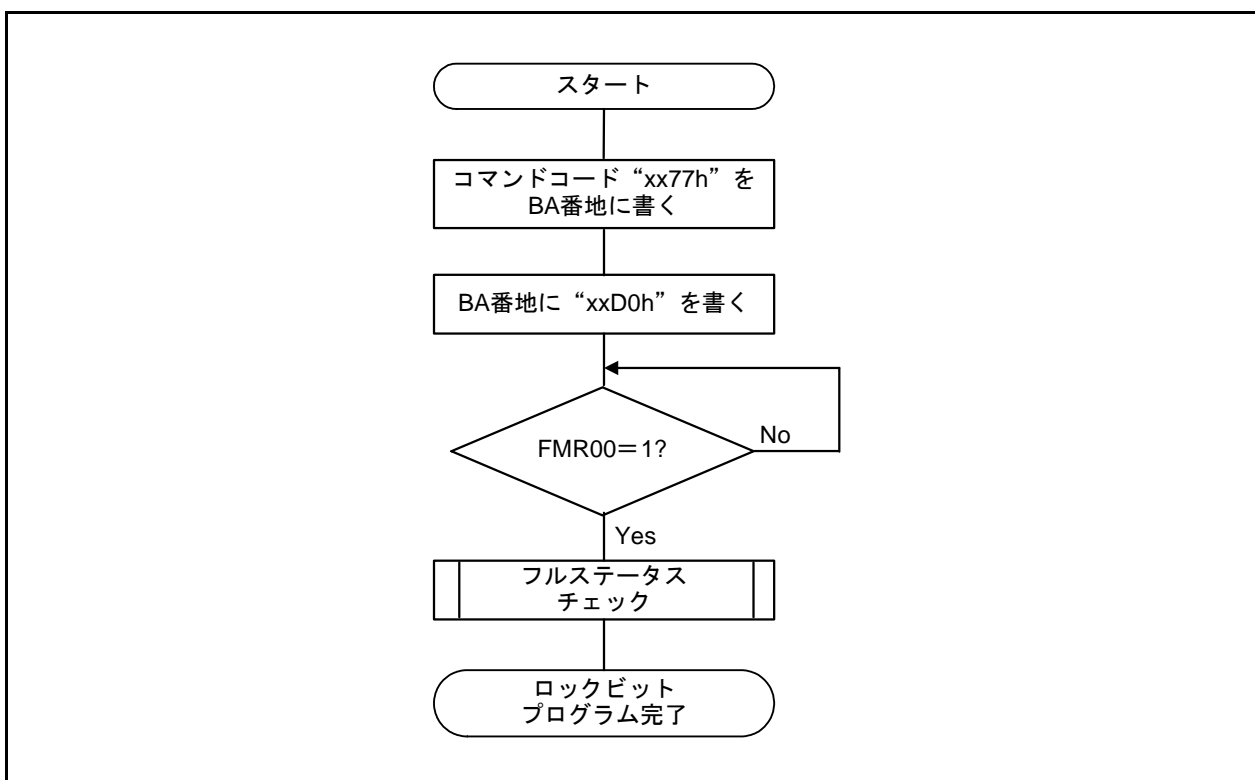 スタート
コマンドコード“xx77h”を
BA番地に書く
BA番地に“xxD0h”を書く
FMR00＝1?
No
Yes
フルステータス
チェック
ロックビット
プログラム完了